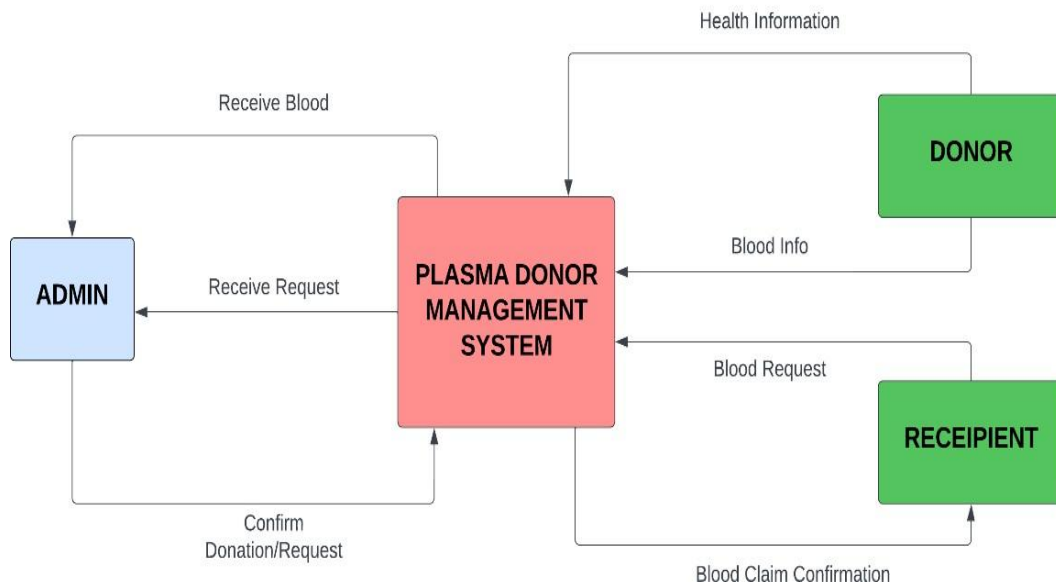 Health Information
Receive Blood
DONOR
Blood Info
PLASMA DONOR
MANAGEMENT
SYSTEM
ADMIN
Receive Request
Blood Request
RECEIPIENT
Confirm
Donation/Request
Blood Claim Confirmation